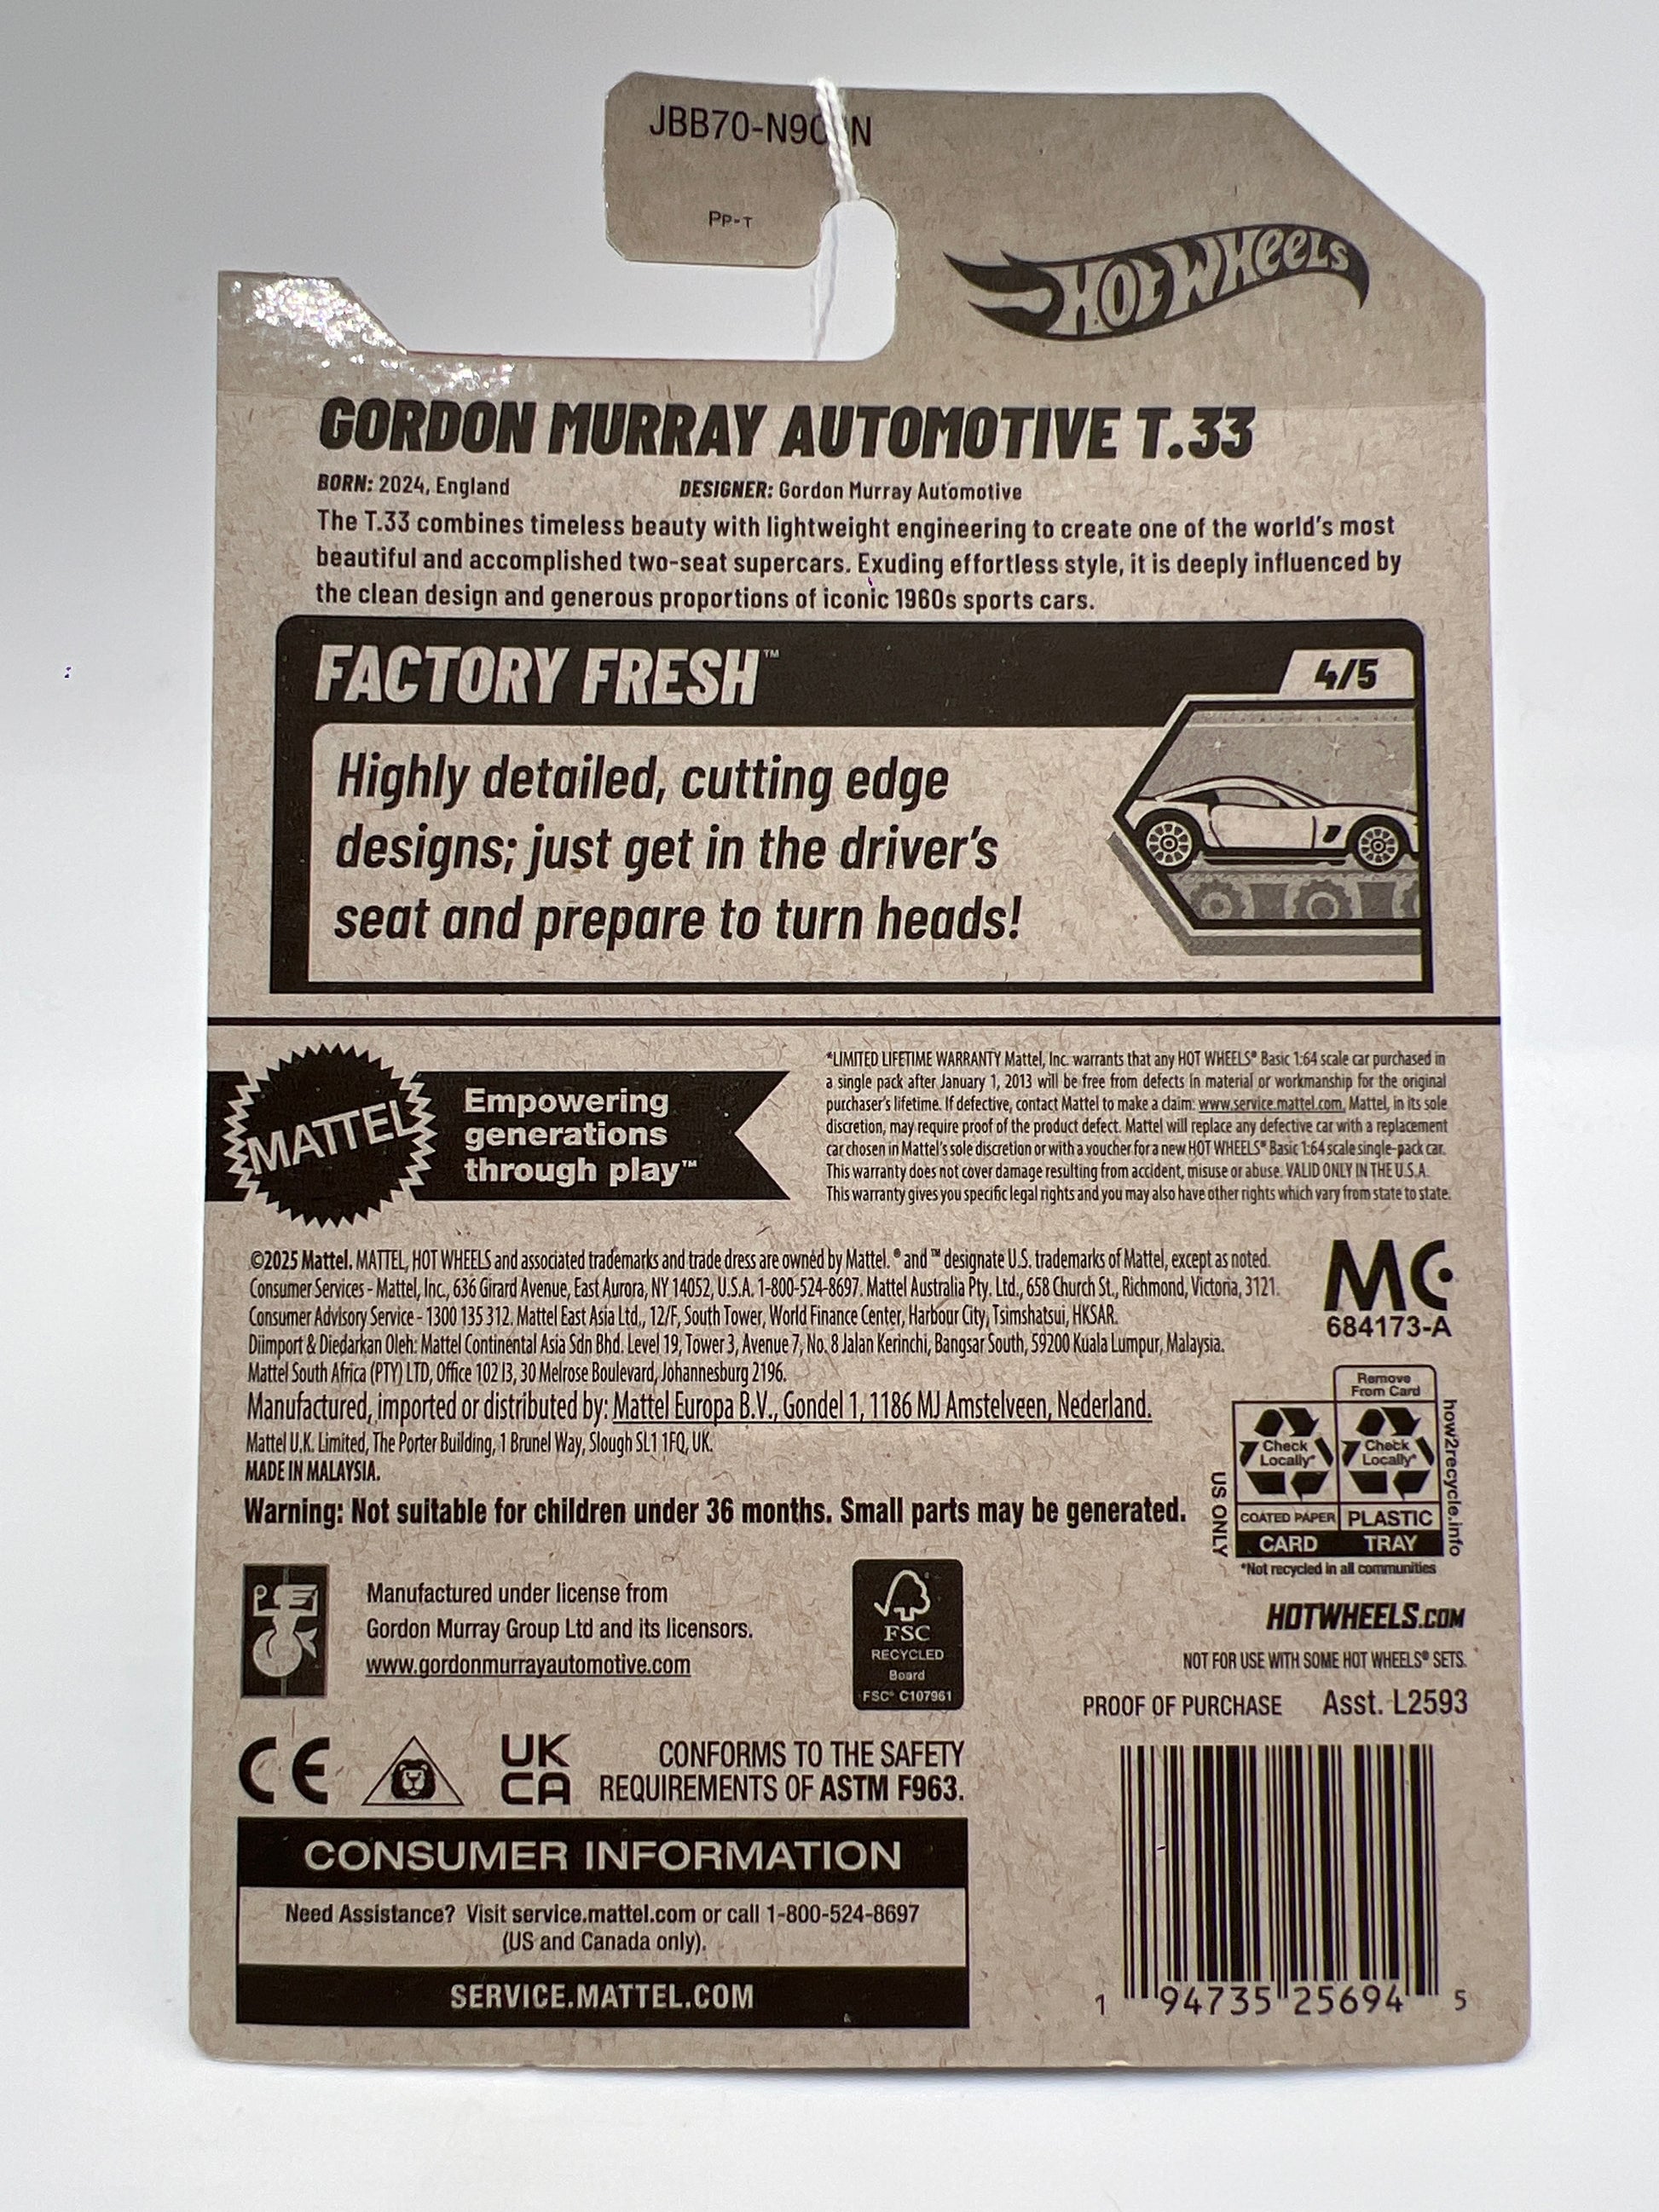 PP-T
HOT WHEELS
GORDON MURRAY AUTOMOTIVE T.33
BORN: 2024, England DESIGNER: Gordon Murray Automotive
The T.33 combines timeless beauty with lightweight engineering to create one of the world's most
beautiful and accomplished two-seat supercars. Exuding effortless style, it is deeply influenced by
the clean design and generous proportions of iconic 1960s sports cars.
FACTORY FRESH™
4/5
Highly detailed, cutting edge
designs; just get in the driver's
seat and prepare to turn heads!
MATTEL
Empowering
generations
through play™
*LIMITED LIFETIME WARRANTY Mattel, Inc. warrants that any HOT WHEELS® Basic 1:64 scale car purchased in
a single pack after January 1, 2013 will be free from defects in material or workmanship for the original
purchaser's lifetime. If defective, contact Mattel to make a claim: www.service.mattel.com. Mattel, in its sole
discretion, may require proof of the product defect. Mattel will replace any defective car with a replacement
car chosen in Mattel's sole discretion or with a voucher for a new HOT WHEELS® Basic 1:64 scale single-pack car.
This warranty does not cover damage resulting from accident, misuse or abuse. VALID ONLY IN THE U.S.A.
This warranty gives you specific legal rights and you may also have other rights which vary from state to state.
©2025 Mattel. MATTEL, HOT WHEELS and associated trademarks and trade dress are owned by Mattel. ® and ™ designate U.S. trademarks of Mattel, except as noted.
Consumer Services - Mattel, Inc., 636 Girard Avenue, East Aurora, NY 14052, U.S.A. 1-800-524-8697. Mattel Australia Pty. Ltd., 658 Church St., Richmond, Victoria, 3121.
Consumer Advisory Service - 1300 135 312. Mattel East Asia Ltd., 12/F, South Tower, World Finance Center, Harbour City, Tsimshatsui, HKSAR.
Diimport & Diedarkan Oleh: Mattel Continental Asia Sdn Bhd. Level 19, Tower 3, Avenue 7, No. 8 Jalan Kerinchi, Bangsar South, 59200 Kuala Lumpur, Malaysia.
Mattel South Africa (PTY) LTD, Office 102 I3, 30 Melrose Boulevard, Johannesburg 2196.
Manufactured, imported or distributed by: Mattel Europa B.V., Gondel 1, 1186 MJ Amstelveen, Nederland.
Mattel U.K. Limited, The Porter Building, 1 Brunel Way, Slough SL1 1FQ, UK.
MADE IN MALAYSIA.
Warning: Not suitable for children under 36 months. Small parts may be generated.
MC
684173-A
Remove
From Card
Check
Locally*
Check
Locally*
COATED PAPER PLASTIC
CARD TRAY
US ONLY
how2recycle.info
*Not recycled in all communities
Manufactured under license from
Gordon Murray Group Ltd and its licensors.
www.gordonmurrayautomotive.com
FSC
RECYCLED
Board
FSC® C107961
HOTWHEELS.COM
NOT FOR USE WITH SOME HOT WHEELS® SETS.
PROOF OF PURCHASE Asst. L2593
CE
UK
CA
CONFORMS TO THE SAFETY
REQUIREMENTS OF ASTM F963.
CONSUMER INFORMATION
Need Assistance? Visit service.mattel.com or call 1-800-524-8697
(US and Canada only).
SERVICE.MATTEL.COM
1 94735 25694 5